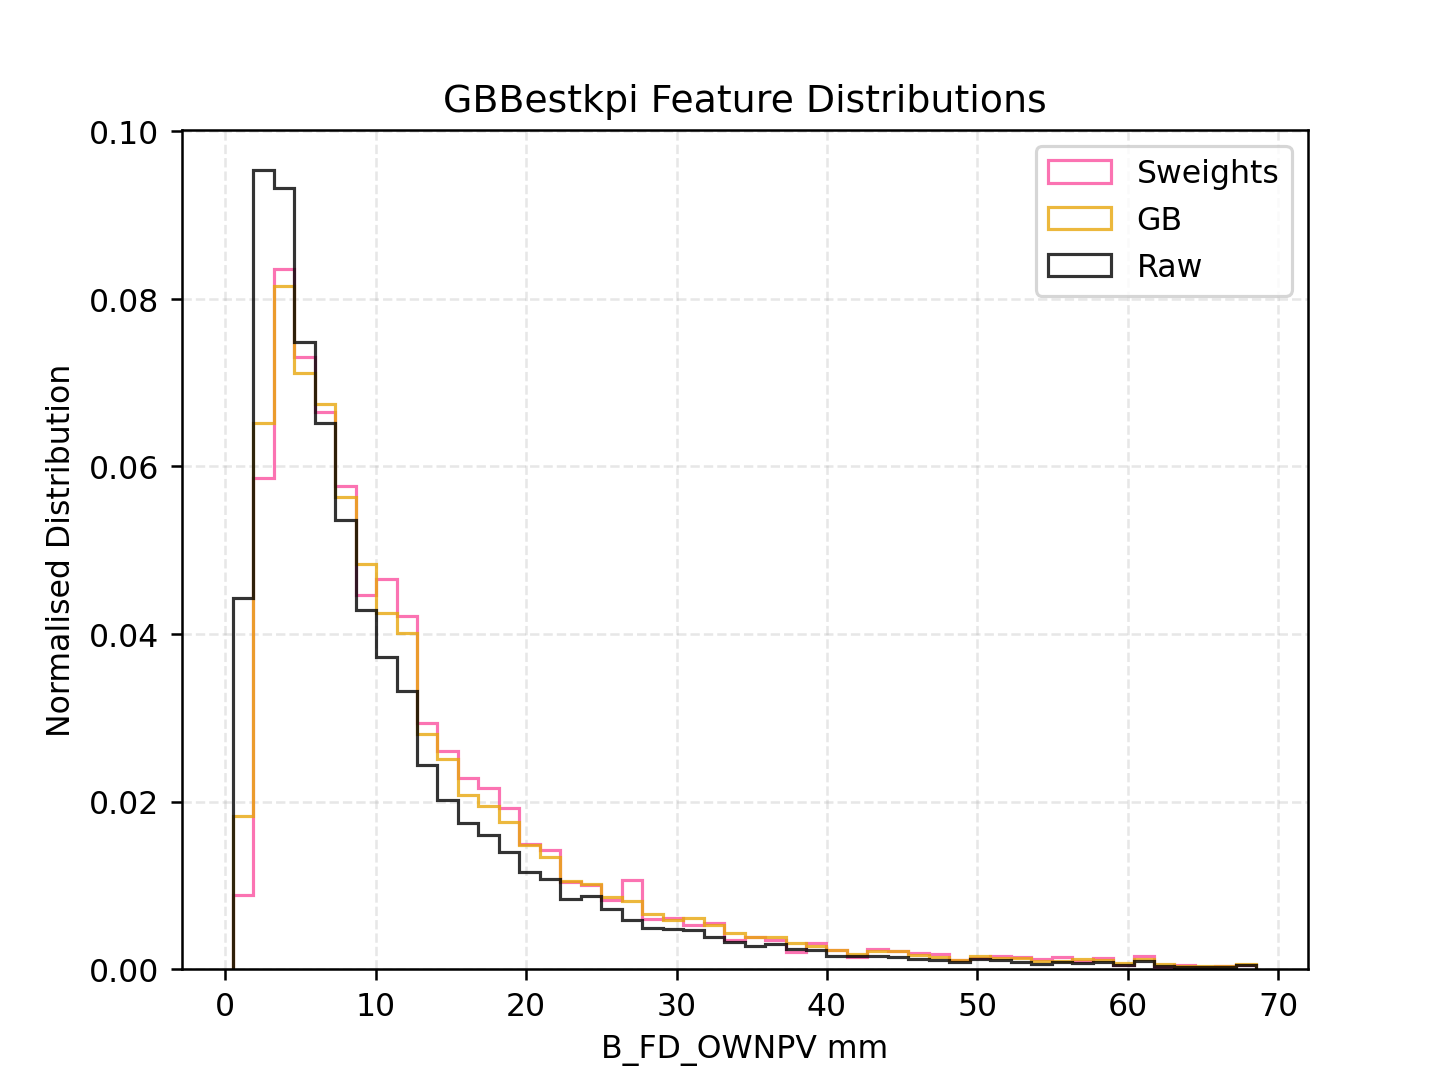 GBBestkpi Feature Distributions
Normalised Distribution
0.10
0.08
0.06
0.04
0.02
0.00
Sweights
GB
Raw
0 10 20 30 40 50 60 70
B_FD_OWNPV mm